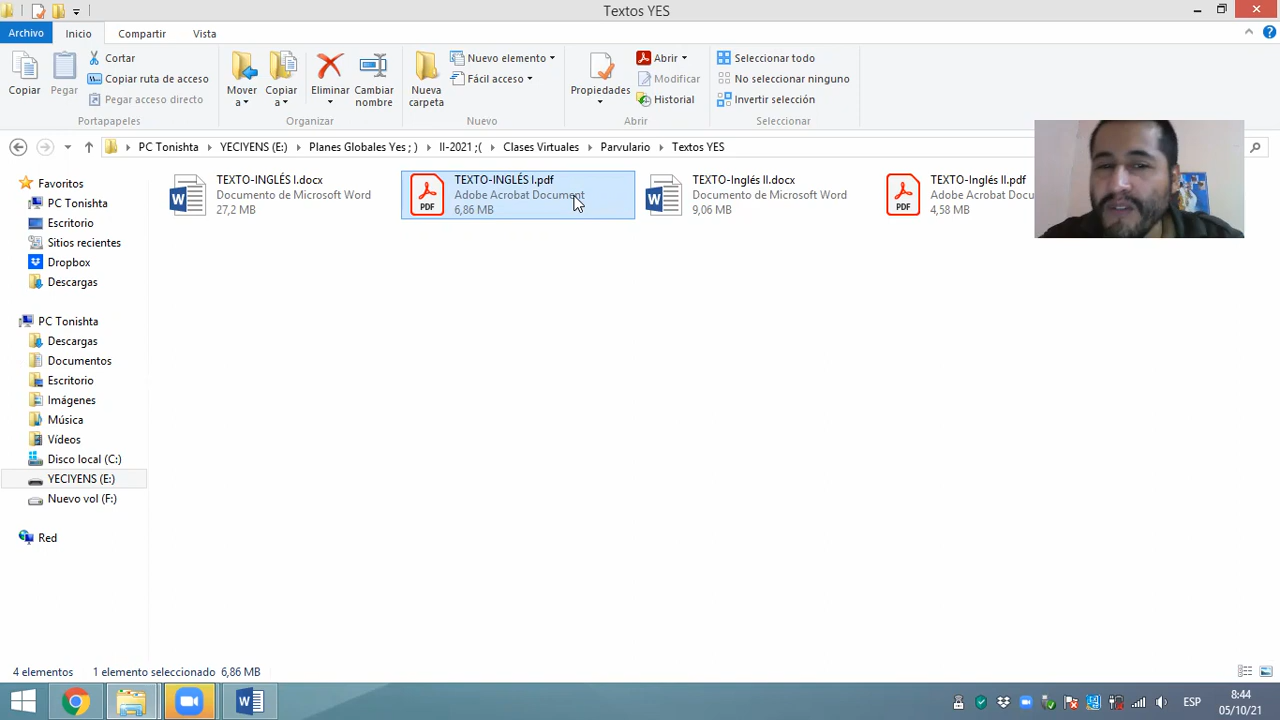 Textos YES
Archivo
Inicio
Compartir
Vista
Copiar
Pegar
Cortar
Copiar ruta de acceso
Pegar acceso directo
Portapapeles
Mover a
Copiar a
Eliminar
Cambiar nombre
Organizar
Nueva carpeta
Nuevo elemento
Fácil acceso
Nuevo
Propiedades
Abrir
Modificar
Historial
Abrir
Seleccionar todo
No seleccionar ninguno
Invertir selección
Seleccionar
PC Tonishta
YECIYENS (E:)
Planes Globales Yes ; )
II-2021 ;(
Clases Virtuales
Parvulario
Textos YES
TEXTO-INGLÉS I.docx
Documento de Microsoft Word
27,2 MB
PDF
TEXTO-INGLÉS I.pdf
Adobe Acrobat Document
6,86 MB
TEXTO-Inglés II.docx
Documento de Microsoft Word
9,06 MB
PDF
TEXTO-Inglés II.pdf
Adobe Acrobat Docu
4,58 MB
Favoritos
PC Tonishta
Escritorio
Sitios recientes
Dropbox
Descargas
PC Tonishta
Descargas
Documentos
Escritorio
Imágenes
Música
Vídeos
Disco local (C:)
YECIYENS (E:)
Nuevo vol (F:)
Red
4 elementos
1 elemento seleccionado 6,86 MB
ESP
8:44
05/10/21